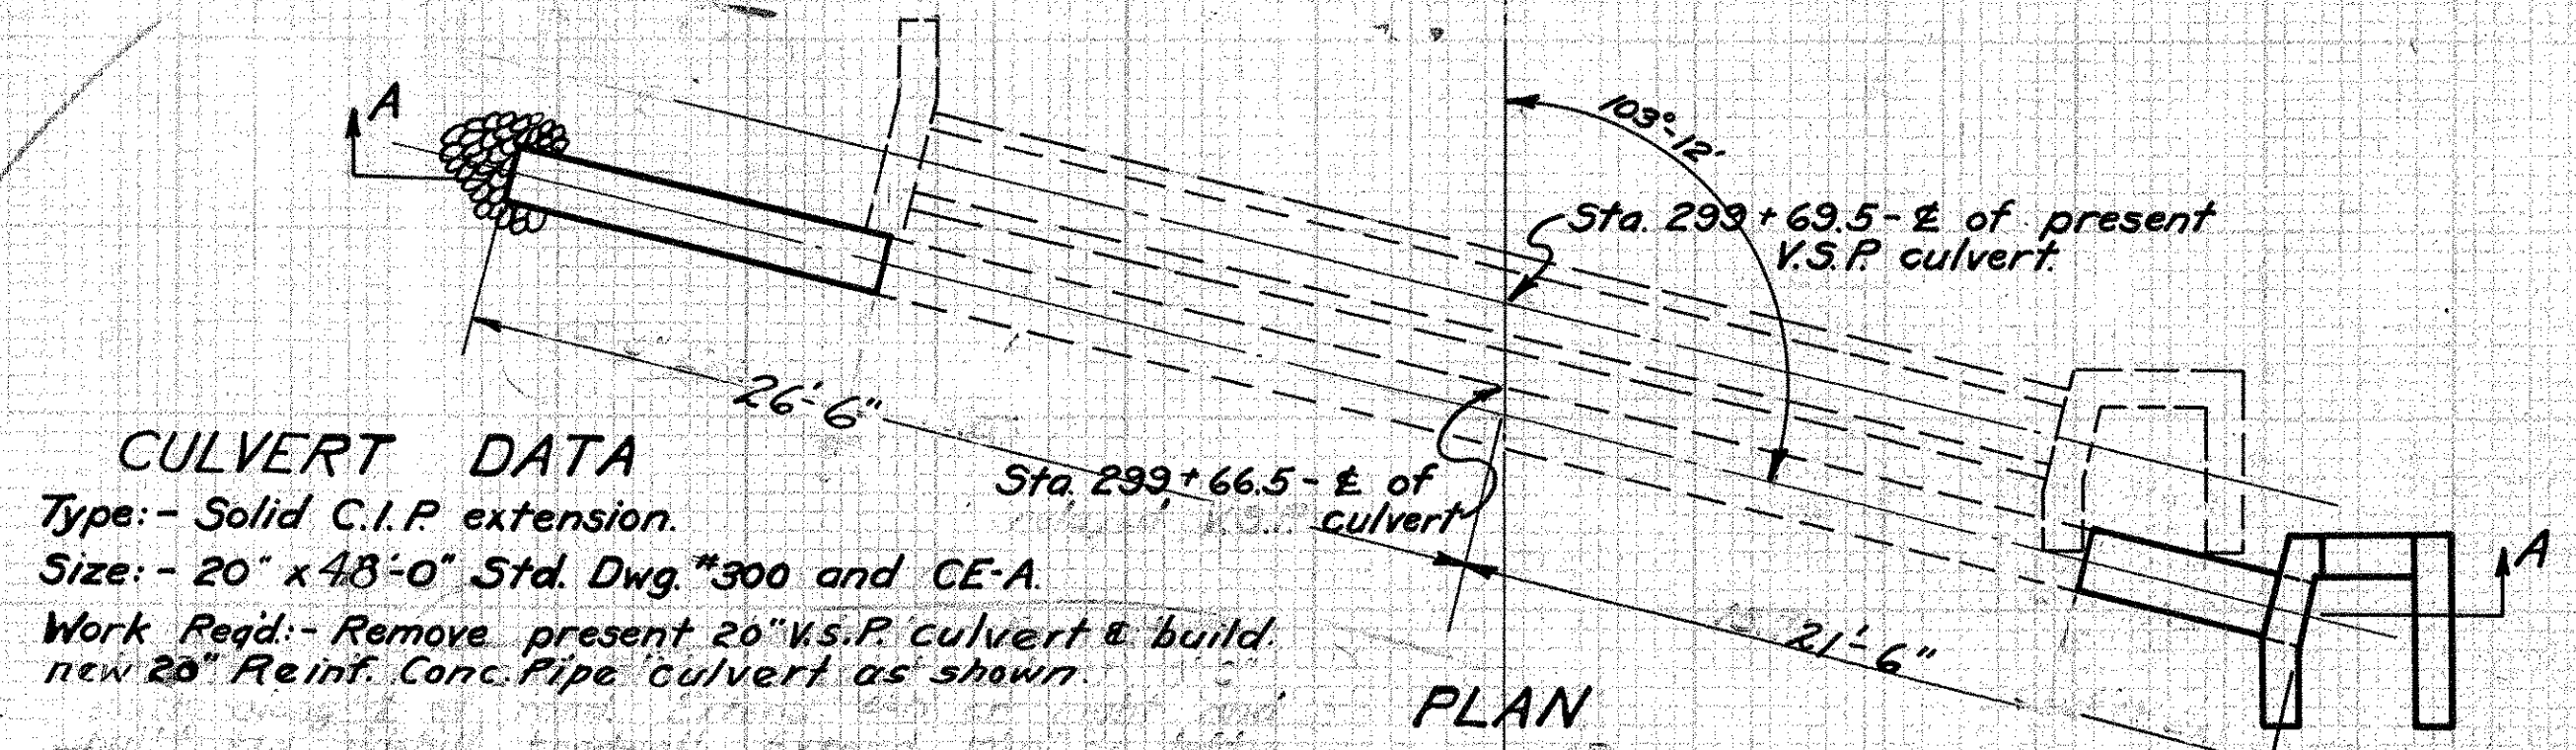 A
103°-12'
Sta. 299+69.5-℄ of present
V.S.P. culvert.
26'-6"
CULVERT DATA
Sta. 299+66.5-℄ of
culvert
Type:- Solid C.I.P. extension.
Size:- 20" x 48'-0" Std. Dwg. #300 and CE-A.
A
Work Reqd.:- Remove present 20" V.S.P. culvert & build
new 20" Reinf. Conc. Pipe culvert as shown.
21'-6"
PLAN